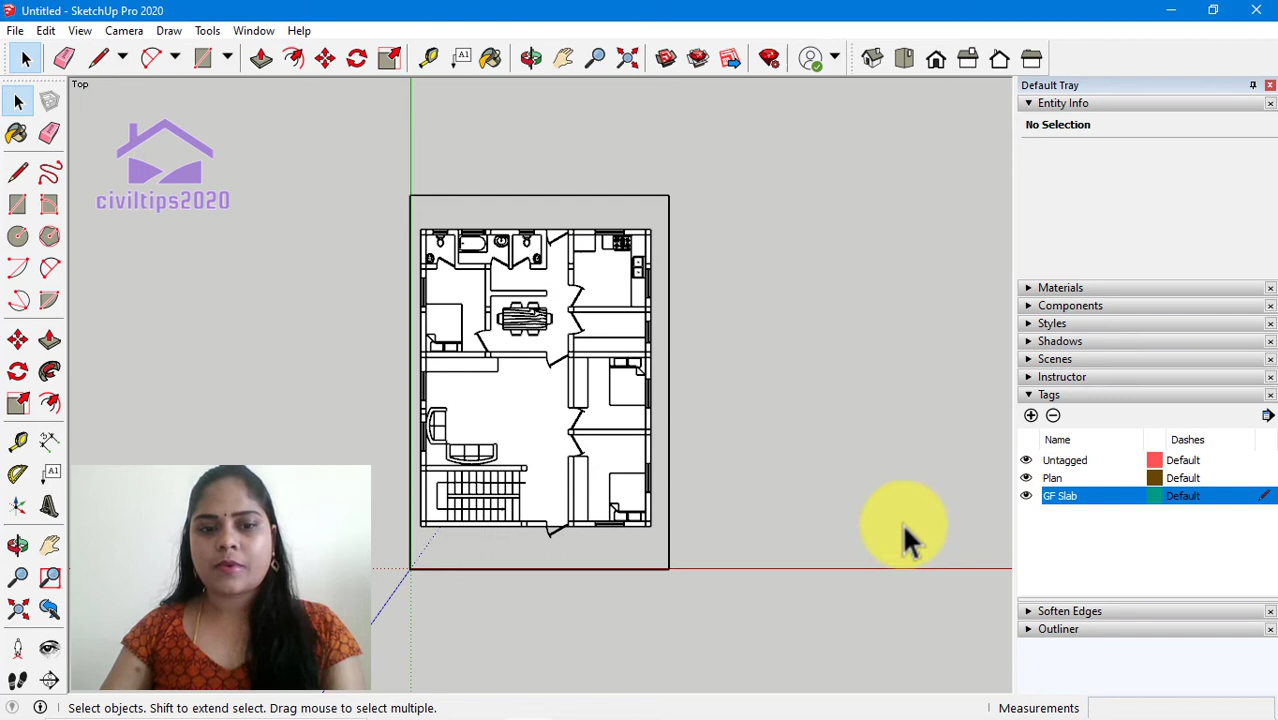 Untitled - SketchUp Pro 2020
File Edit View Camera Draw Tools Window Help
A1
Top
civiltips2020
A1
Default Tray
Entity Info
No Selection
Materials
Components
Styles
Shadows
Scenes
Instructor
Tags
Name Dashes
Untagged Default
Plan Default
GF Slab Default
Soften Edges
Outliner
Select objects. Shift to extend select. Drag mouse to select multiple. Measurements